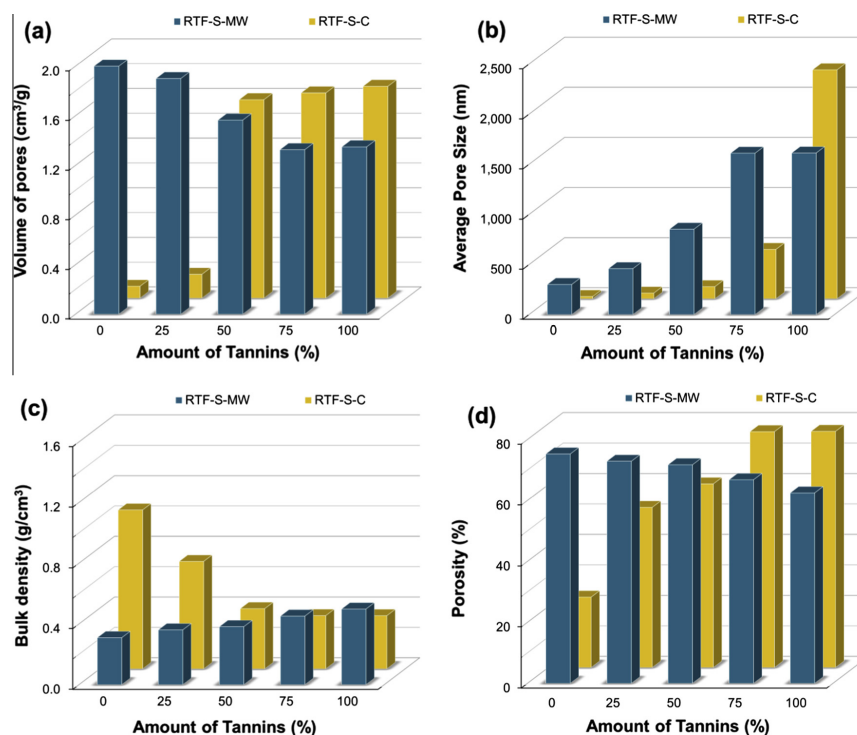 (a)
RTF-S-MW RTF-S-C
Volume of pores (cm³/g)
2.0
1.6
1.2
0.8
0.4
0.0
0 25 50 75 100
Amount of Tannins (%)
(b)
RTF-S-MW RTF-S-C
Average Pore Size (nm)
2,500
2,000
1,500
1,000
500
0
0 25 50 75 100
Amount of Tannins (%)
(c)
RTF-S-MW RTF-S-C
Bulk density (g/cm³)
1.6
1.2
0.8
0.4
0.0
0 25 50 75 100
Amount of Tannins (%)
(d)
RTF-S-MW RTF-S-C
Porosity (%)
80
60
40
20
0
0 25 50 75 100
Amount of Tannins (%)